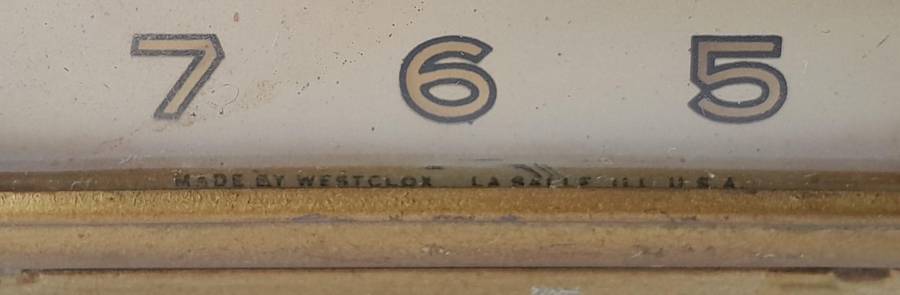 7 6 5
MADE BY WESTCLOX LA SALLE ILL U.S.A.